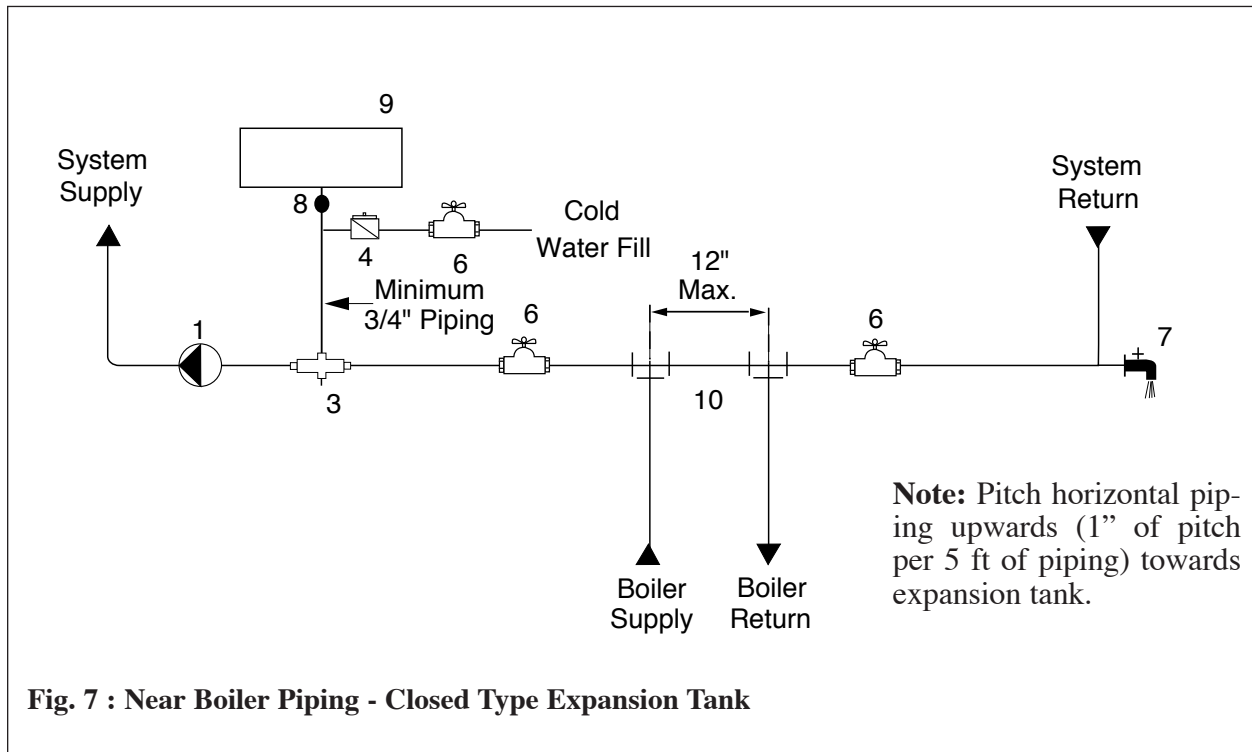 9
System
Supply
8
4
6
Cold
Water Fill
Minimum
3/4" Piping
12"
Max.
System
Return
1
6
6
7
3
10
Boiler
Supply
Boiler
Return
Note: Pitch horizontal pip-
ing upwards (1” of pitch
per 5 ft of piping) towards
expansion tank.
Fig. 7 : Near Boiler Piping - Closed Type Expansion Tank